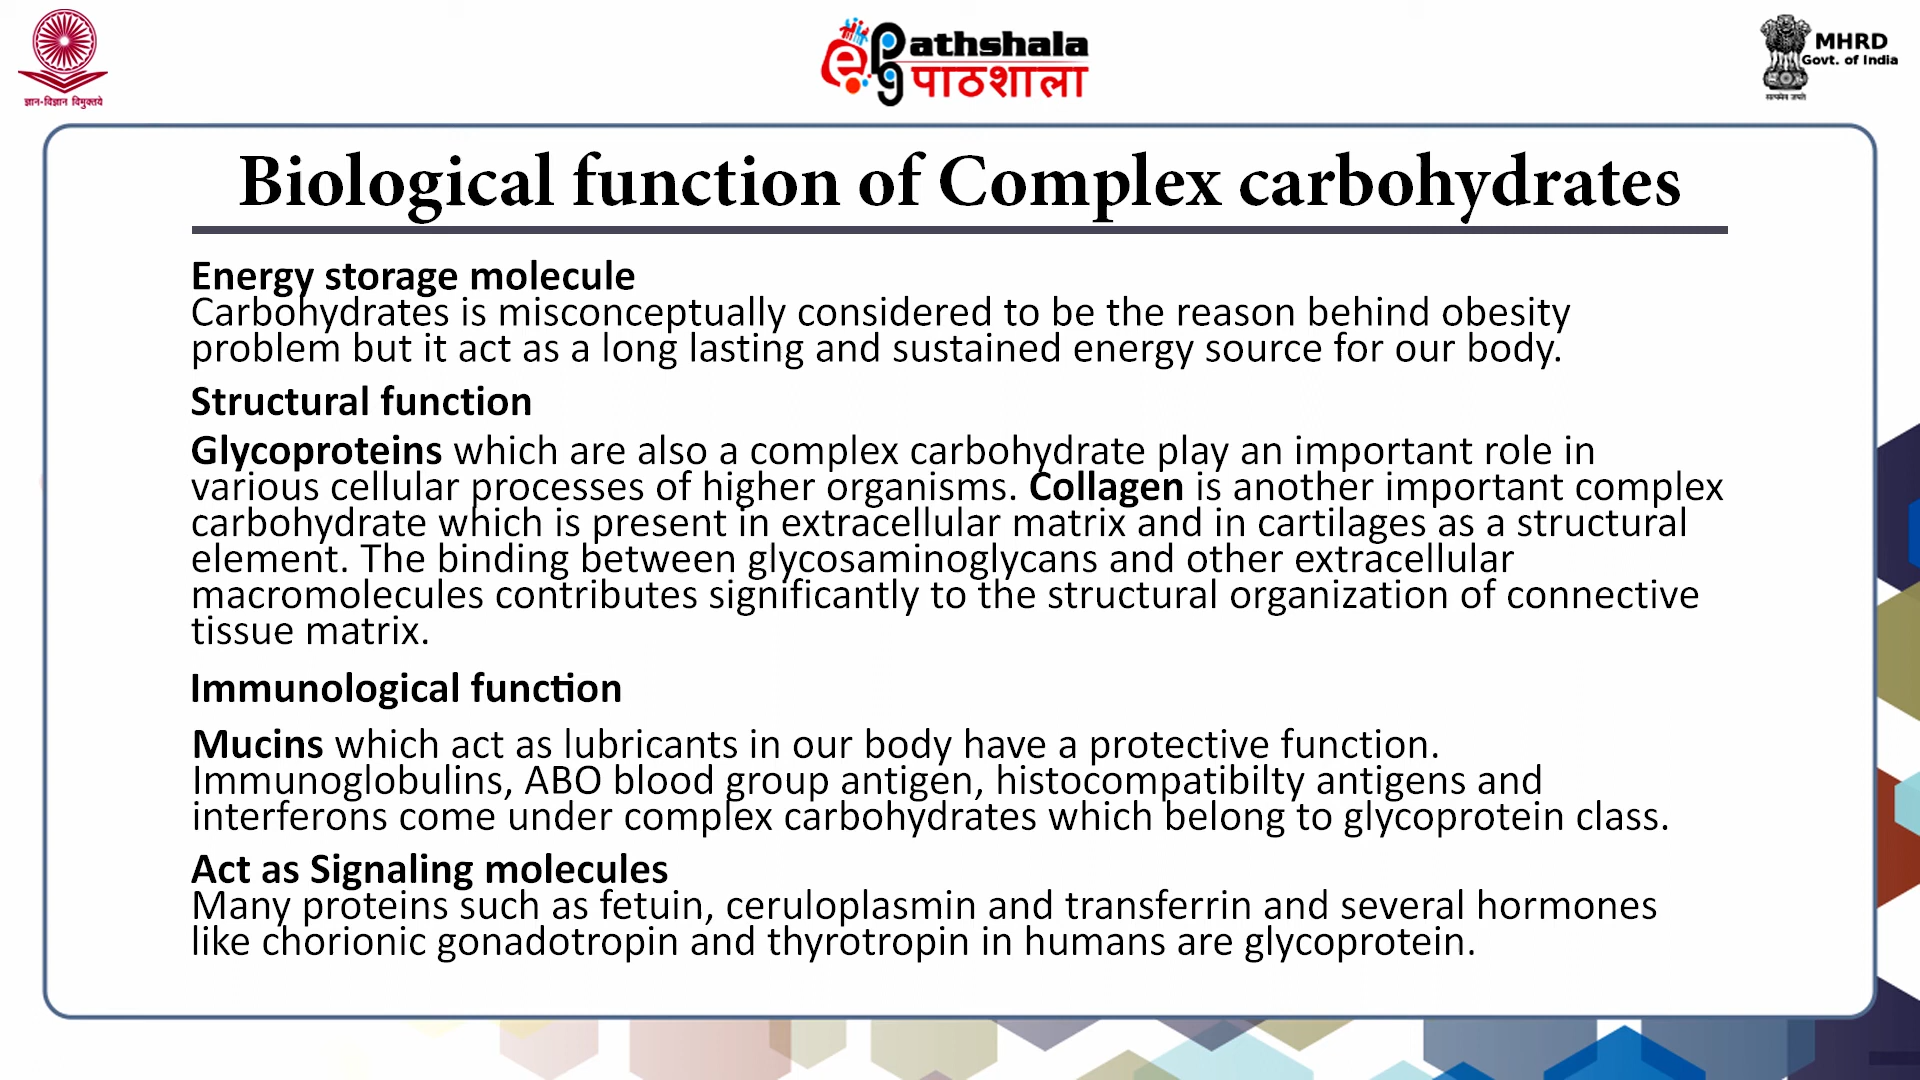 ज्ञान-विज्ञान विमुक्तये
e pg athshala
पाठशाला
MHRD
Govt. of India
सत्यमेव जयते
Biological function of Complex carbohydrates
Energy storage molecule
Carbohydrates is misconceptually considered to be the reason behind obesity
problem but it act as a long lasting and sustained energy source for our body.
Structural function
Glycoproteins which are also a complex carbohydrate play an important role in
various cellular processes of higher organisms. Collagen is another important complex
carbohydrate which is present in extracellular matrix and in cartilages as a structural
element. The binding between glycosaminoglycans and other extracellular
macromolecules contributes significantly to the structural organization of connective
tissue matrix.
Immunological function
Mucins which act as lubricants in our body have a protective function.
Immunoglobulins, ABO blood group antigen, histocompatibilty antigens and
interferons come under complex carbohydrates which belong to glycoprotein class.
Act as Signaling molecules
Many proteins such as fetuin, ceruloplasmin and transferrin and several hormones
like chorionic gonadotropin and thyrotropin in humans are glycoprotein.